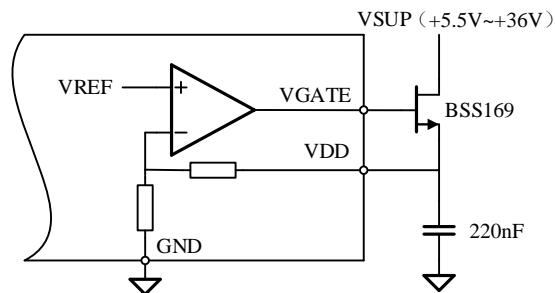 VSUP（+5.5V~+36V）
VREF
+
VGATE
BSS169
−
VDD
GND
220nF